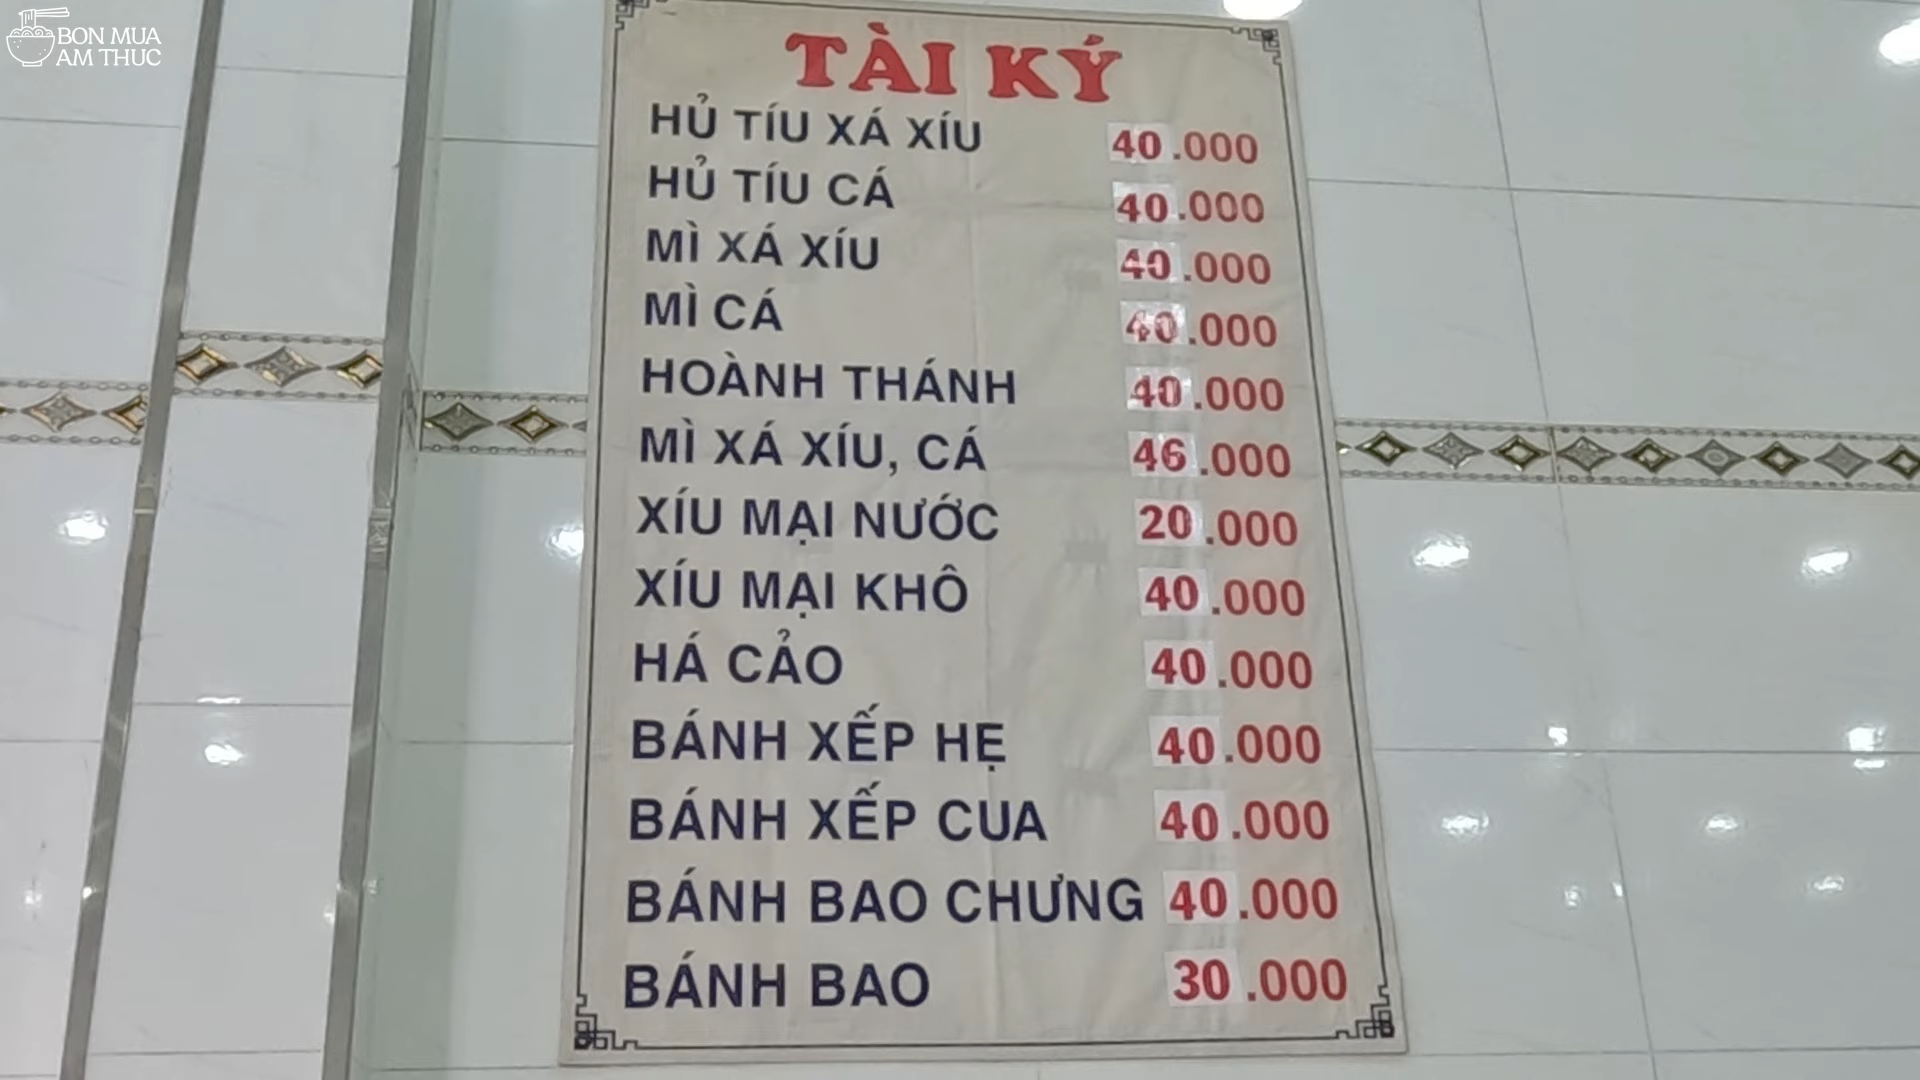 BON MUA
AM THUC
TÀI KÝ
HỦ TÍU XÁ XÍU 40.000
HỦ TÍU CÁ 40.000
MÌ XÁ XÍU 40.000
MÌ CÁ 40.000
HOÀNH THÁNH 40.000
MÌ XÁ XÍU, CÁ 46.000
XÍU MẠI NƯỚC 20.000
XÍU MẠI KHÔ 40.000
HÁ CẢO 40.000
BÁNH XẾP HẸ 40.000
BÁNH XẾP CUA 40.000
BÁNH BAO CHƯNG 40.000
BÁNH BAO 30.000